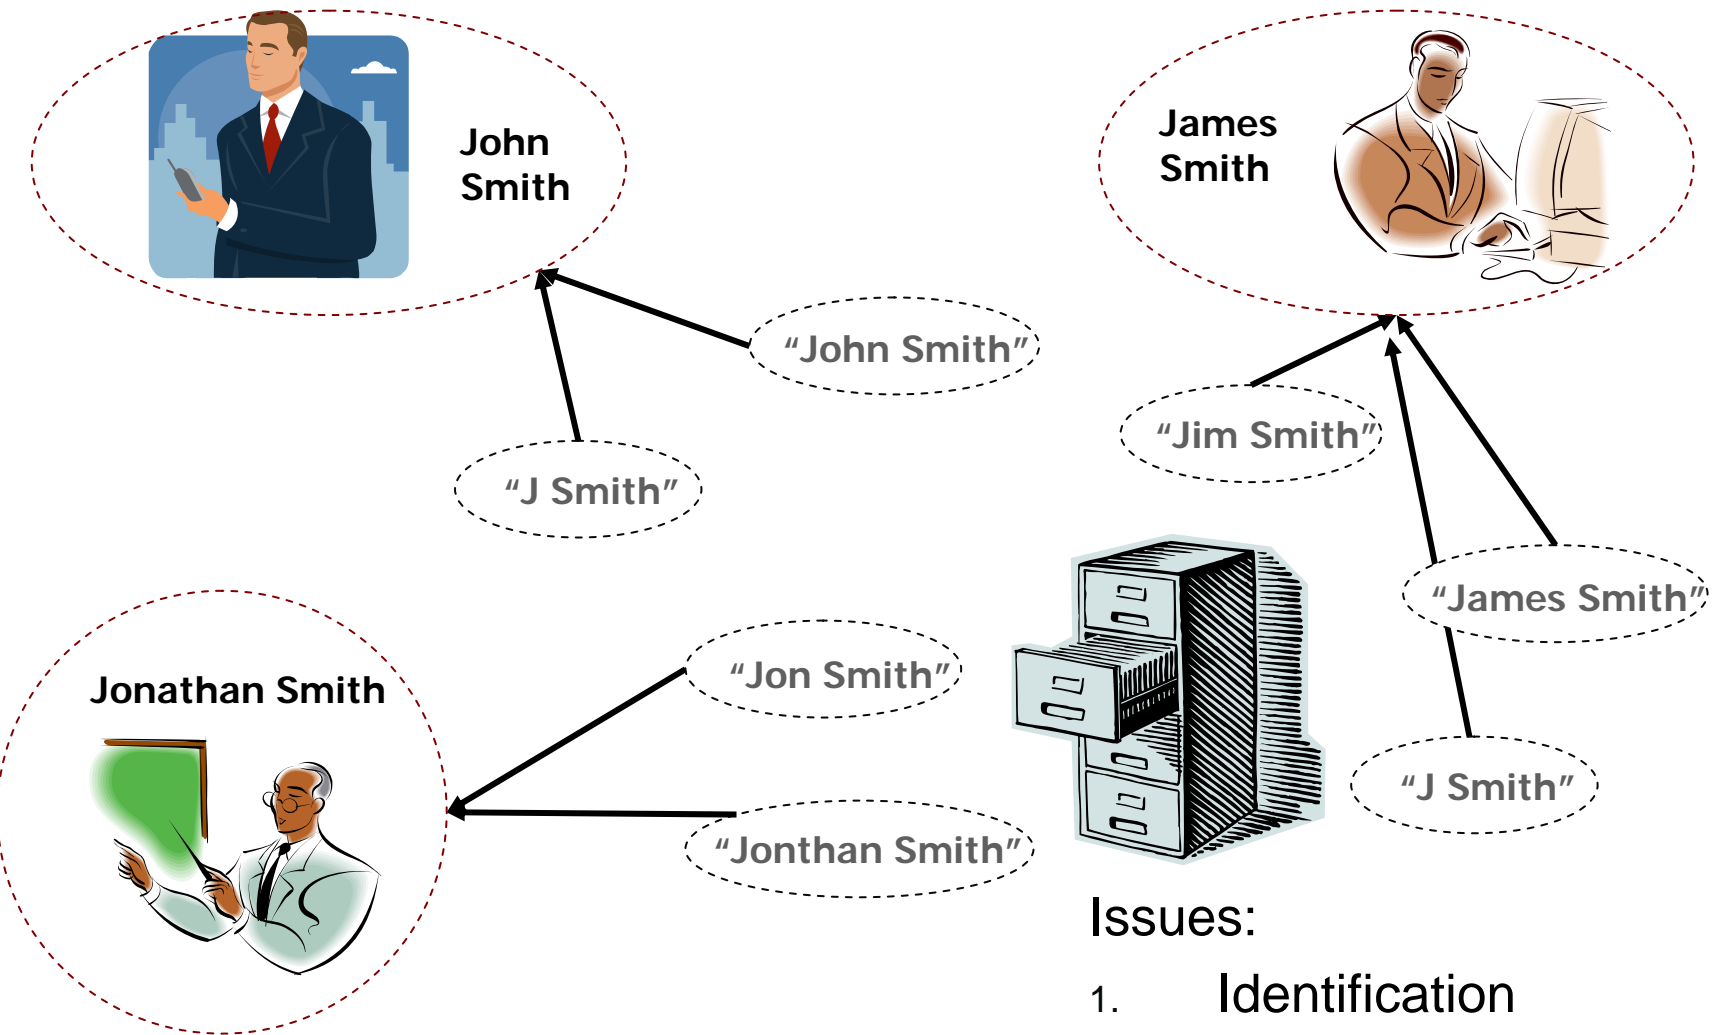 John
Smith
James
Smith
“John Smith”
“Jim Smith”
“J Smith”
“James Smith”
“Jon Smith”
Jonathan Smith
“J Smith”
“Jonthan Smith”
Issues:
1. Identification